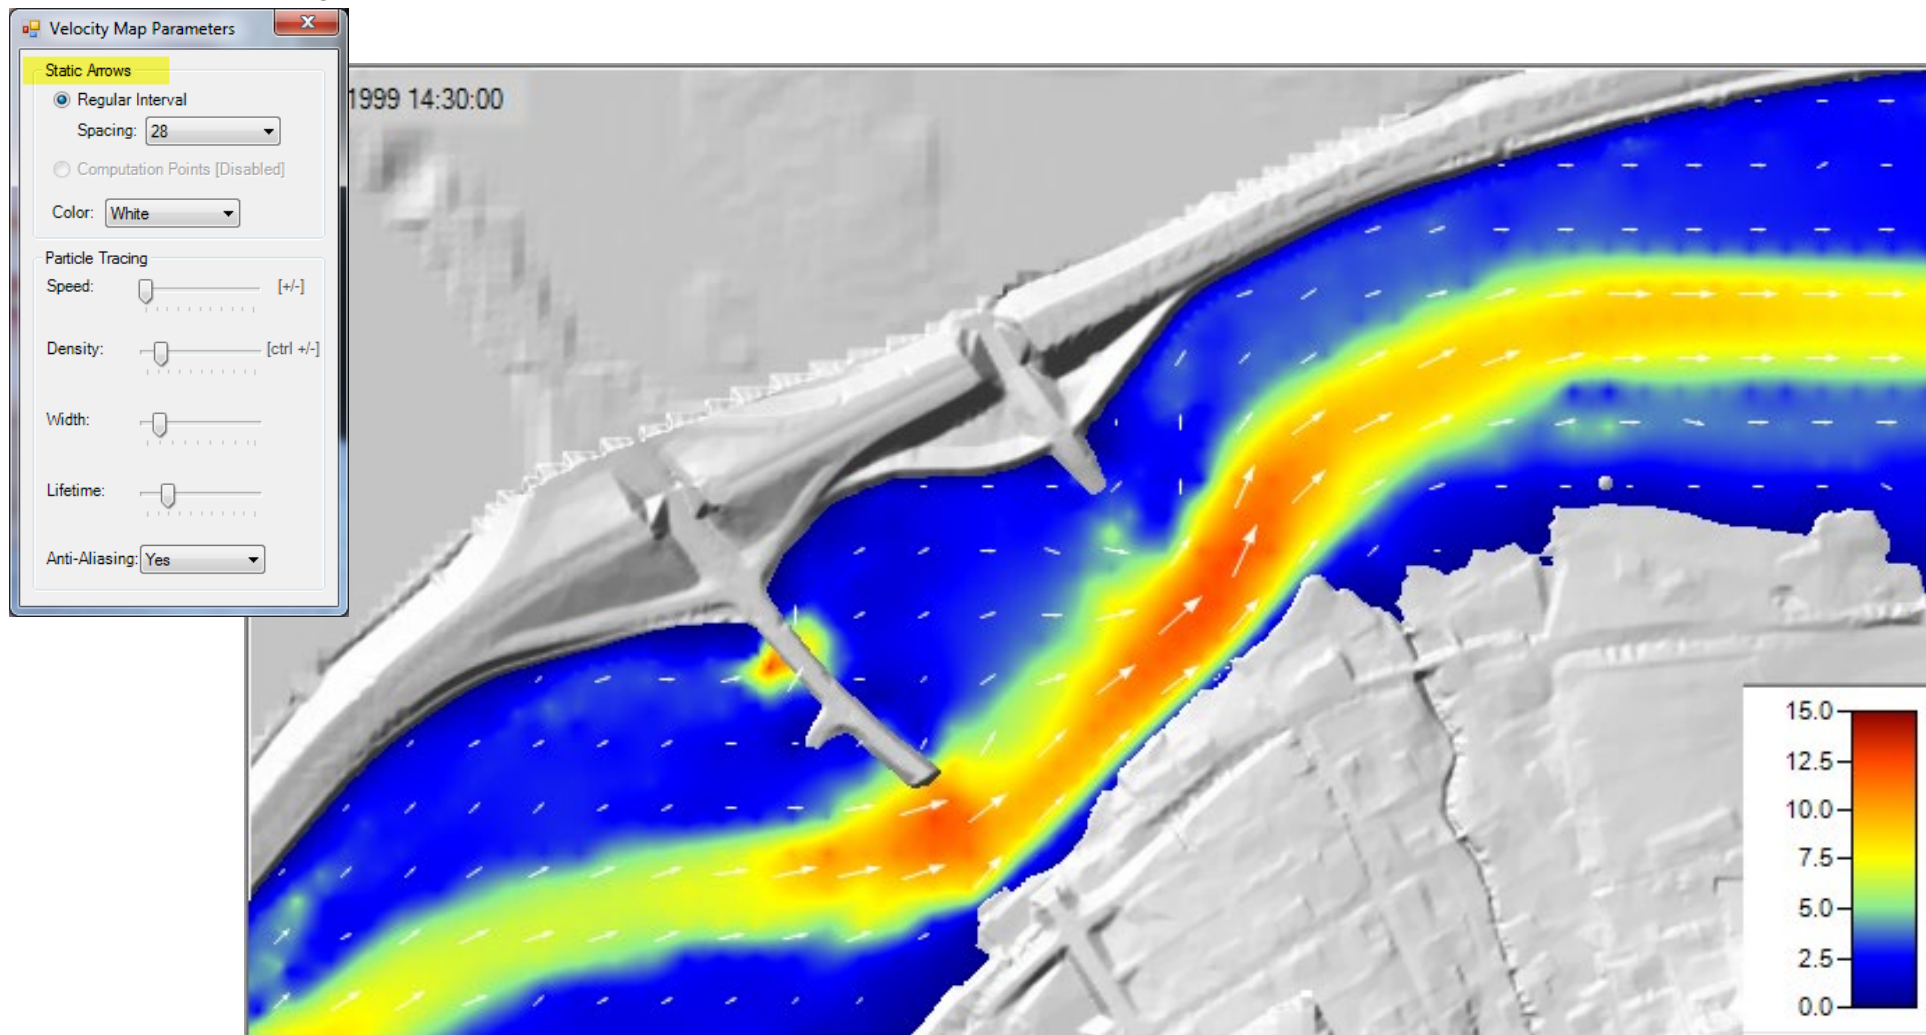 Velocity Map Parameters
Static Arrows
Regular Interval
Spacing: 28
Computation Points [Disabled]
Color: White
Particle Tracing
Speed: [+/-]
Density: [ctrl +/-]
Width:
Lifetime:
Anti-Aliasing: Yes
1999 14:30:00
15.0
12.5
10.0
7.5
5.0
2.5
0.0